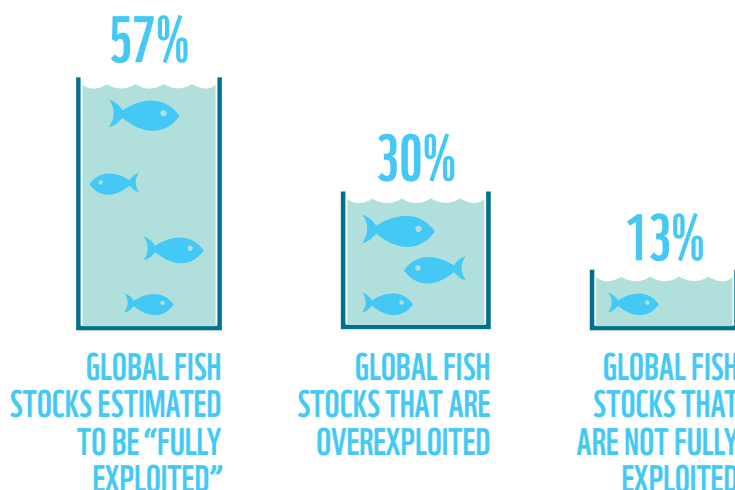 57%
GLOBAL FISH
STOCKS ESTIMATED
TO BE “FULLY
EXPLOITED”
30%
GLOBAL FISH
STOCKS THAT ARE
OVEREXPLOITED
13%
GLOBAL FISH
STOCKS THAT
ARE NOT FULLY
EXPLOITED